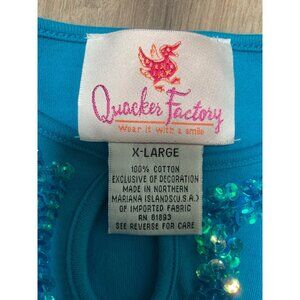 Quacker Factory
Wear it with a smile
X-LARGE
100% COTTON
EXCLUSIVE OF DECORATION
MADE IN NORTHERN
MARIANA ISLANDS (U.S.A.)
OF IMPORTED FABRIC
RN 81893
SEE REVERSE FOR CARE